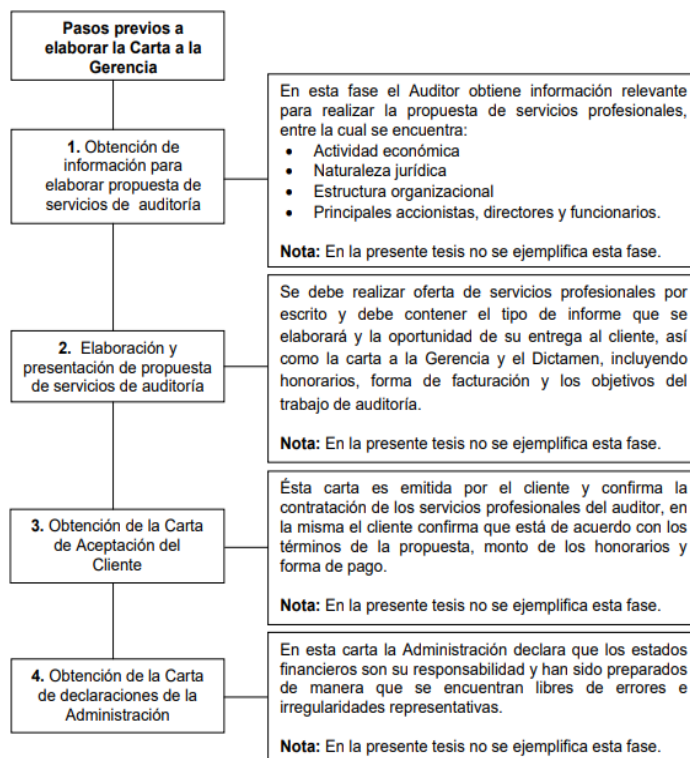 Pasos previos a
elaborar la Carta a la
Gerencia
1. Obtención de
información para
elaborar propuesta de
servicios de auditoría
En esta fase el Auditor obtiene información relevante
para realizar la propuesta de servicios profesionales,
entre la cual se encuentra:
• Actividad económica
• Naturaleza jurídica
• Estructura organizacional
• Principales accionistas, directores y funcionarios.
Nota: En la presente tesis no se ejemplifica esta fase.
2. Elaboración y
presentación de propuesta
de servicios de auditoría
Se debe realizar oferta de servicios profesionales por
escrito y debe contener el tipo de informe que se
elaborará y la oportunidad de su entrega al cliente, así
como la carta a la Gerencia y el Dictamen, incluyendo
honorarios, forma de facturación y los objetivos del
trabajo de auditoría.
Nota: En la presente tesis no se ejemplifica esta fase.
3. Obtención de la Carta
de Aceptación del
Cliente
Ésta carta es emitida por el cliente y confirma la
contratación de los servicios profesionales del auditor, en
la misma el cliente confirma que está de acuerdo con los
términos de la propuesta, monto de los honorarios y
forma de pago.
Nota: En la presente tesis no se ejemplifica esta fase.
4. Obtención de la Carta
de declaraciones de la
Administración
En esta carta la Administración declara que los estados
financieros son su responsabilidad y han sido preparados
de manera que se encuentran libres de errores e
irregularidades representativas.
Nota: En la presente tesis no se ejemplifica esta fase.